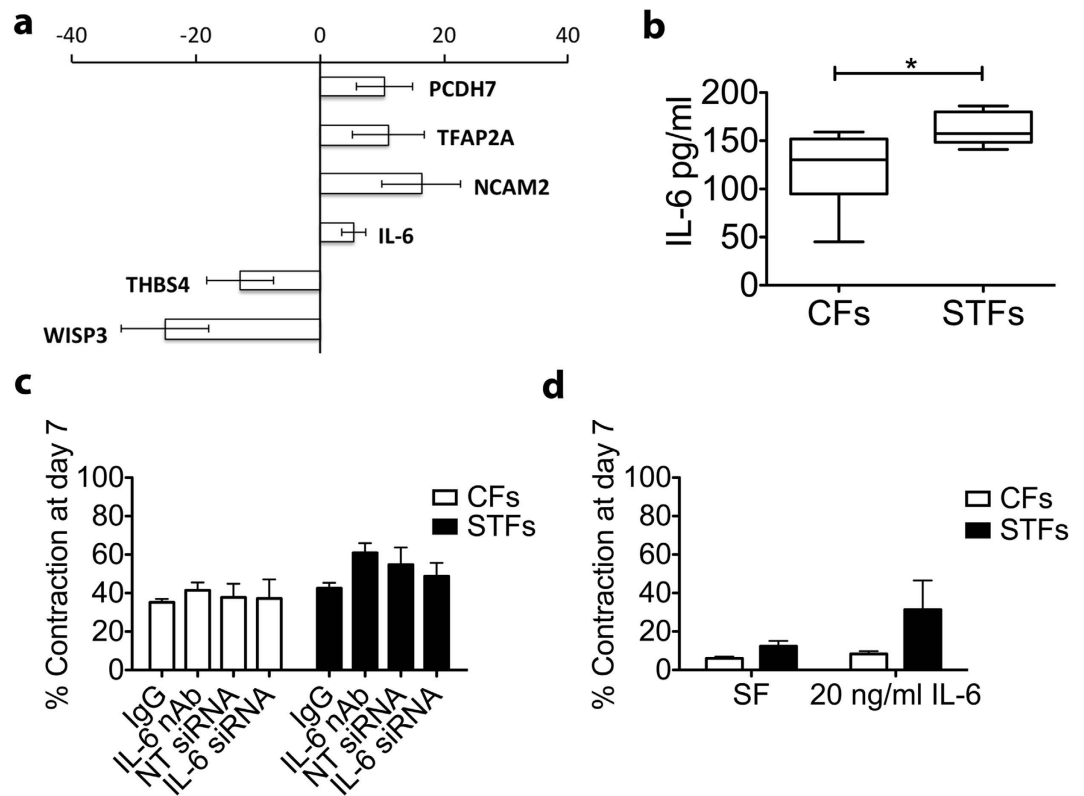 a
-40 -20 0 20 40
PCDH7
TFAP2A
NCAM2
IL-6
THBS4
WISP3
b
*
IL-6 pg/ml
200
150
100
50
0
CFs STFs
c
% Contraction at day 7
100
80
60
40
20
0
CFs
STFs
IgG
IL-6 nAb
NT siRNA
IL-6 siRNA
IgG
IL-6 nAb
NT siRNA
IL-6 siRNA
d
% Contraction at day 7
100
80
60
40
20
0
CFs
STFs
SF 20 ng/ml IL-6